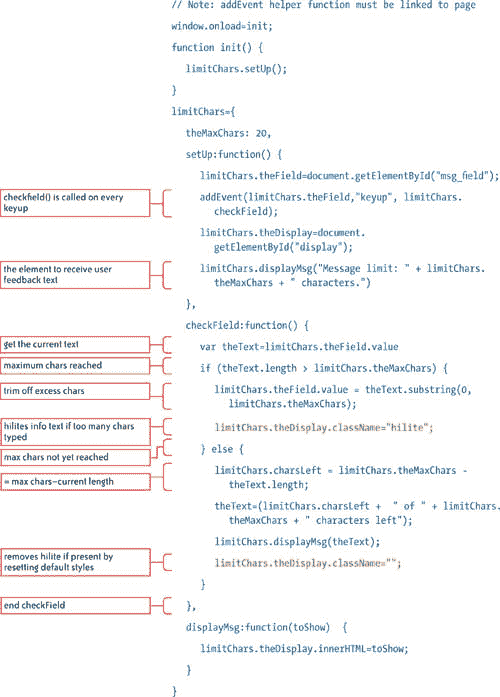 // Note: addEvent helper function must be linked to page
window.onload=init;
function init() {
limitChars.setUp();
}
limitChars={
theMaxChars: 20,
setUp:function() {
limitChars.theField=document.getElementById("msg_field");
checkfield() is called on every
keyup
addEvent(limitChars.theField,"keyup", limitChars.
checkField);
limitChars.theDisplay=document.
getElementById("display");
the element to receive user
feedback text
limitChars.displayMsg("Message limit: " + limitChars.
theMaxChars + " characters.")
},
checkField:function() {
get the current text
var theText=limitChars.theField.value
maximum chars reached
if (theText.length > limitChars.theMaxChars) {
trim off excess chars
limitChars.theField.value = theText.substring(0,
limitChars.theMaxChars);
hilites info text if too many chars
typed
limitChars.theDisplay.className="hilite";
max chars not yet reached
} else {
= max chars–current length
limitChars.charsLeft = limitChars.theMaxChars -
theText.length;
theText=(limitChars.charsLeft + " of " + limitChars.
theMaxChars + " characters left");
limitChars.displayMsg(theText);
removes hilite if present by
resetting default styles
limitChars.theDisplay.className="";
}
end checkField
},
displayMsg:function(toShow) {
limitChars.theDisplay.innerHTML=toShow;
}
}